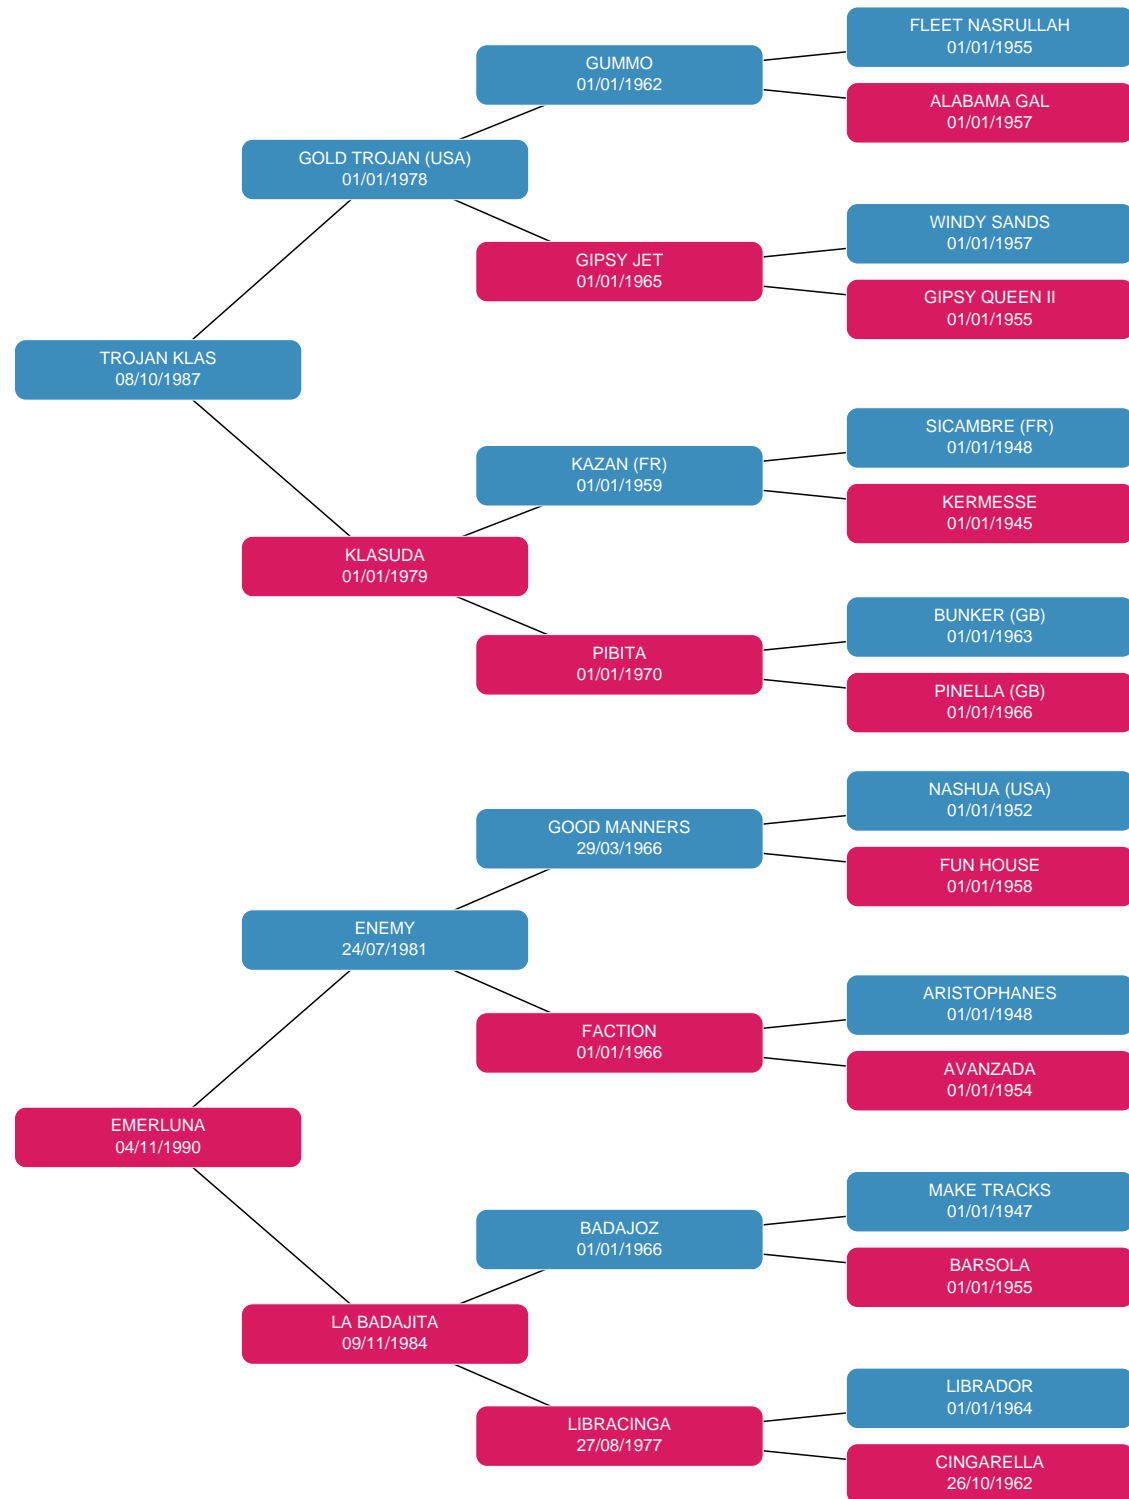 FLEET NASRULLAH
01/01/1955
GUMMO
01/01/1962
ALABAMA GAL
01/01/1957
GOLD TROJAN (USA)
01/01/1978
WINDY SANDS
01/01/1957
GIPSY JET
01/01/1965
GIPSY QUEEN II
01/01/1955
TROJAN KLAS
08/10/1987
SICAMBRE (FR)
01/01/1948
KAZAN (FR)
01/01/1959
KERMESSE
01/01/1945
KLASUDA
01/01/1979
BUNKER (GB)
01/01/1963
PIBITA
01/01/1970
PINELLA (GB)
01/01/1966
NASHUA (USA)
01/01/1952
GOOD MANNERS
29/03/1966
FUN HOUSE
01/01/1958
ENEMY
24/07/1981
ARISTOPHANES
01/01/1948
FACTION
01/01/1966
AVANZADA
01/01/1954
EMERLUNA
04/11/1990
MAKE TRACKS
01/01/1947
BADAJOZ
01/01/1966
BARSOLA
01/01/1955
LA BADAJITA
09/11/1984
LIBRADOR
01/01/1964
LIBRACINGA
27/08/1977
CINGARELLA
26/10/1962